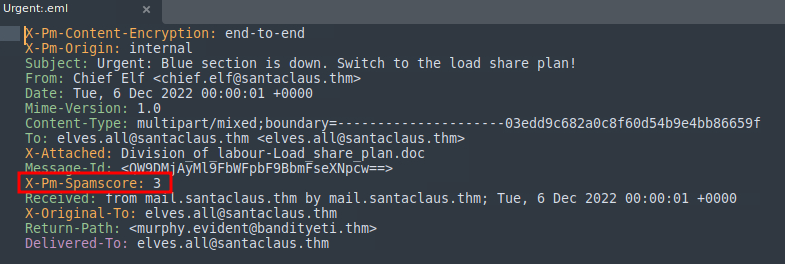 Urgent:.eml ×
X-Pm-Content-Encryption: end-to-end
X-Pm-Origin: internal
Subject: Urgent: Blue section is down. Switch to the load share plan!
From: Chief Elf <chief.elf@santaclaus.thm>
Date: Tue, 6 Dec 2022 00:00:01 +0000
Mime-Version: 1.0
Content-Type: multipart/mixed;boundary=---------------------03edd9c682a0c8f60d54b9e4bb86659f
To: elves.all@santaclaus.thm <elves.all@santaclaus.thm>
X-Attached: Division_of_labour-Load_share_plan.doc
Message-Id: <QW9DMjAyMl9FbWFpbF9BbmFseXNpcw==>
X-Pm-Spamscore: 3
Received: from mail.santaclaus.thm by mail.santaclaus.thm; Tue, 6 Dec 2022 00:00:01 +0000
X-Original-To: elves.all@santaclaus.thm
Return-Path: <murphy.evident@bandityeti.thm>
Delivered-To: elves.all@santaclaus.thm